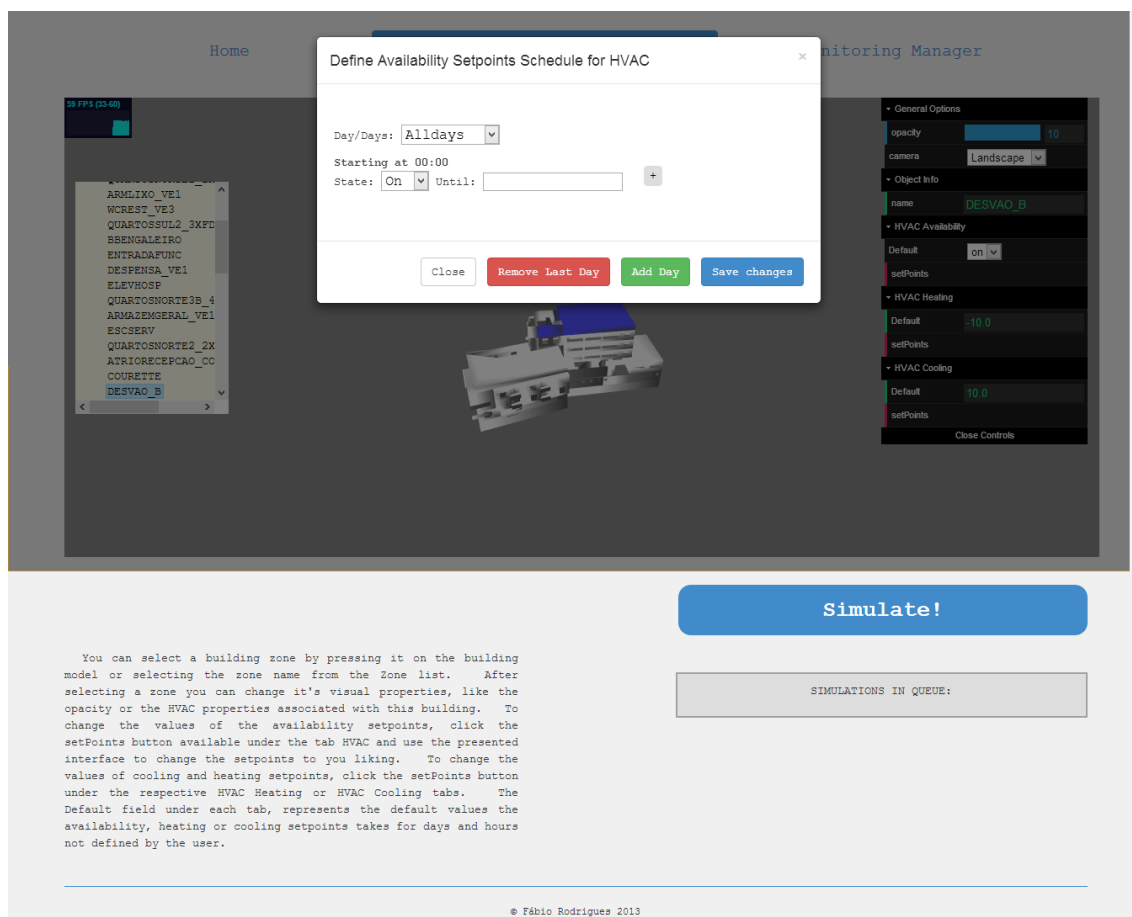 Home
nitoring Manager
Define Availability Setpoints Schedule for HVAC
×
Day/Days: Alldays
Starting at 00:00
State: On Until:
+
Close
Remove Last Day
Add Day
Save changes
ARMLIXO_VE1
WCREST_VE3
QUARTOSSUL2_3XFD
BBENGALEIRO
ENTRADAFUNC
DESPENSA_VE1
ELEVHOSP
QUARTOSNORTE3B_4
ARMAZEMGERAL_VE1
ESCSERV
QUARTOSNORTE2_2X
ATRIORECEPCAO_CO
COURETTE
DESVAO_B
General Options
opacity 10
camera Landscape
Object Info
name DESVAO_B
HVAC Availability
Default on
setPoints
HVAC Heating
Default -10.0
setPoints
HVAC Cooling
Default 10.0
setPoints
Close Controls
Simulate!
SIMULATIONS IN QUEUE:
You can select a building zone by pressing it on the building
model or selecting the zone name from the Zone list. After
selecting a zone you can change it's visual properties, like the
opacity or the HVAC properties associated with this building. To
change the values of the availability setpoints, click the
setPoints button available under the tab HVAC and use the presented
interface to change the setpoints to you liking. To change the
values of cooling and heating setpoints, click the setPoints button
under the respective HVAC Heating or HVAC Cooling tabs. The
Default field under each tab, represents the default values the
availability, heating or cooling setpoints takes for days and hours
not defined by the user.
© Fábio Rodrigues 2013